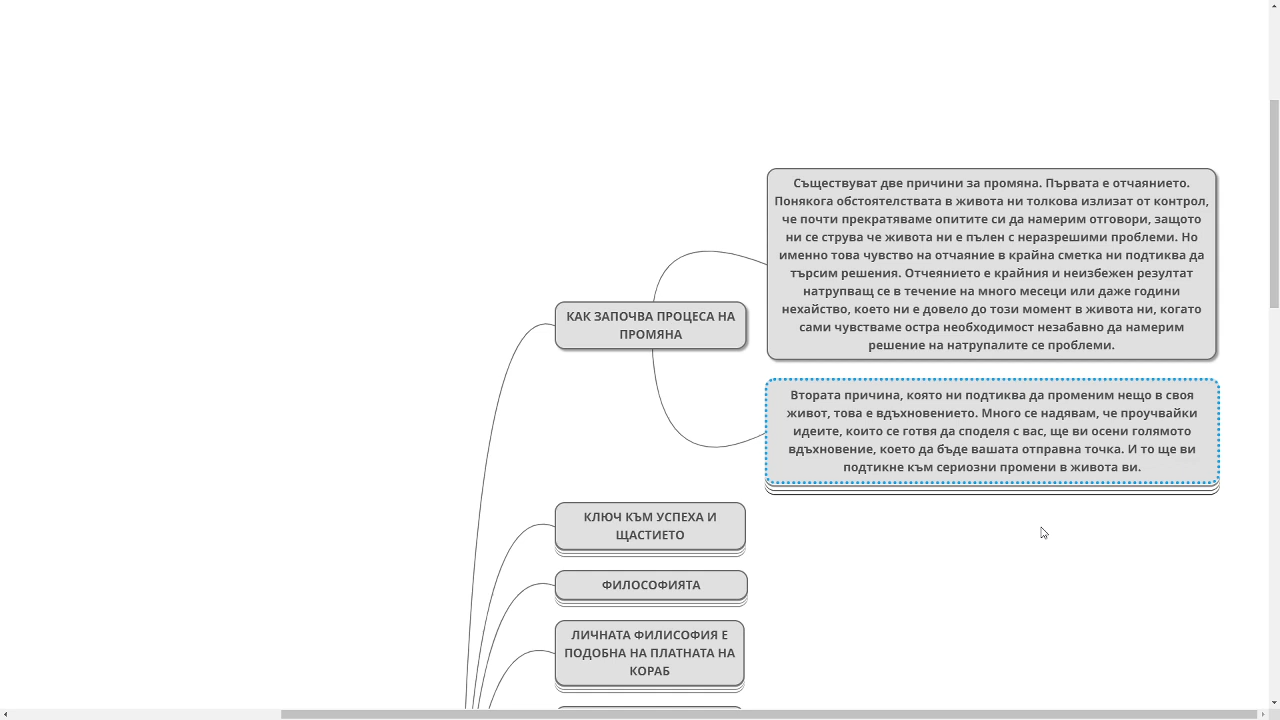 Съществуват две причини за промяна. Първата е отчаянието.
Понякога обстоятелствата в живота ни толкова излизат от контрол,
че почти прекратяваме опитите си да намерим отговори, защото
ни се струва че живота ни е пълен с неразрешими проблеми. Но
именно това чувство на отчаяние в крайна сметка ни подтиква да
търсим решения. Отчеянието е крайния и неизбежен резултат
натрупващ се в течение на много месеци или даже години
нехайство, което ни е довело до този момент в живота ни, когато
сами чувстваме остра необходимост незабавно да намерим
решение на натрупалите се проблеми.
КАК ЗАПОЧВА ПРОЦЕСА НА
ПРОМЯНА
Втората причина, която ни подтиква да променим нещо в своя
живот, това е вдъхновението. Много се надявам, че проучвайки
идеите, които се готвя да споделя с вас, ще ви осени голямото
вдъхновение, което да бъде вашата отправна точка. И то ще ви
подтикне към сериозни промени в живота ви.
КЛЮЧ КЪМ УСПЕХА И
ЩАСТИЕТО
ФИЛОСОФИЯТА
ЛИЧНАТА ФИЛИСОФИЯ Е
ПОДОБНА НА ПЛАТНАТА НА
КОРАБ